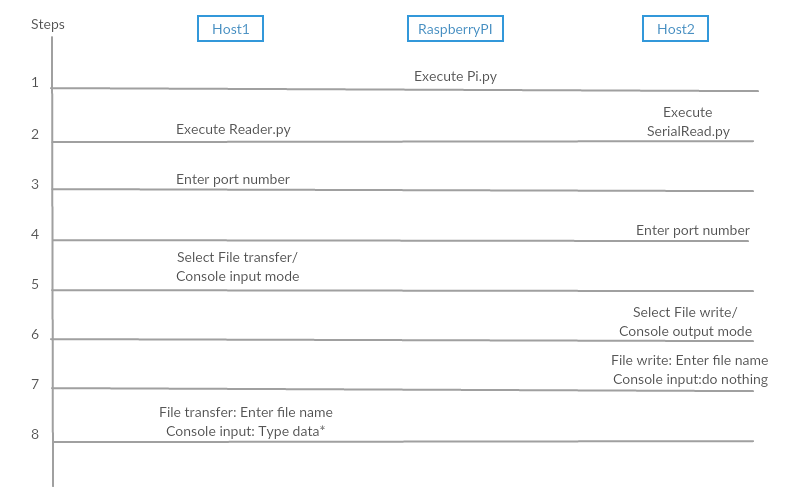 Steps
Host1
RaspberryPI
Host2
1
Execute Pi.py
2
Execute Reader.py
Execute
SerialRead.py
3
Enter port number
4
Enter port number
5
Select File transfer/
Console input mode
6
Select File write/
Console output mode
7
File write: Enter file name
Console input:do nothing
8
File transfer: Enter file name
Console input: Type data*